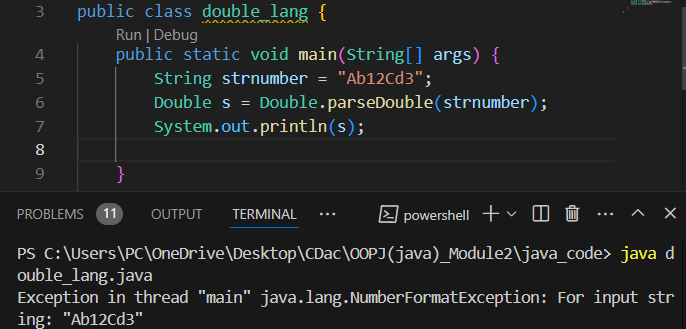 3 public class double_lang {
Run | Debug
4 public static void main(String[] args) {
5 String strnumber = "Ab12Cd3";
6 Double s = Double.parseDouble(strnumber);
7 System.out.println(s);
8
9 }
PROBLEMS 11 OUTPUT TERMINAL ... powershell
PS C:\Users\PC\OneDrive\Desktop\CDac\OOPJ(java)_Module2\java_code> java d
ouble_lang.java
Exception in thread "main" java.lang.NumberFormatException: For input str
ing: "Ab12Cd3"